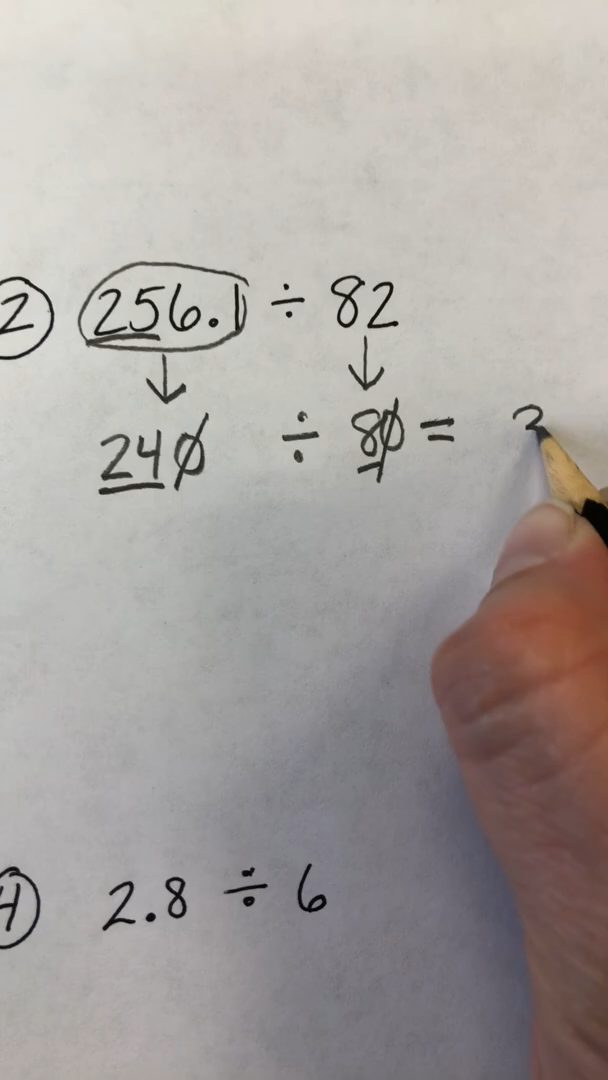 ② 256.1 ÷ 82
↓ ↓
240 ÷ 80 = 3
④ 2.8 ÷ 6